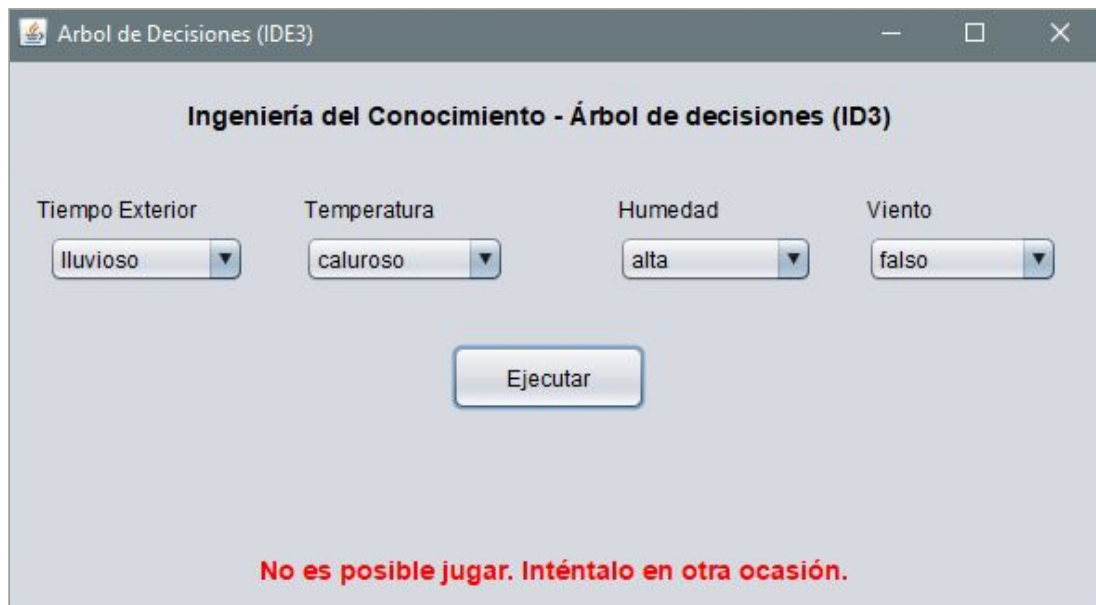 Arbol de Decisiones (IDE3)
Ingeniería del Conocimiento - Árbol de decisiones (ID3)
Tiempo Exterior Temperatura Humedad Viento
lluvioso caluroso alta falso
Ejecutar
No es posible jugar. Inténtalo en otra ocasión.